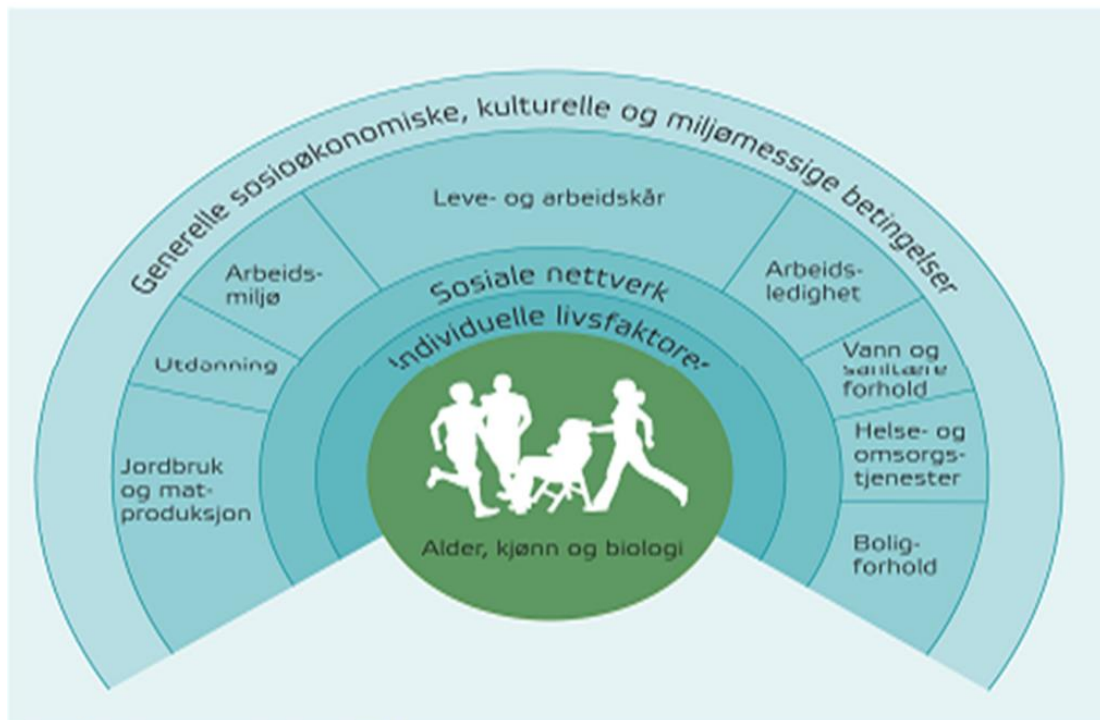 Generelle sosioøkonomiske, kulturelle og miljømessige betingelser
Leve- og arbeidskår
Arbeids-
miljø
Utdanning
Jordbruk
og mat-
produksjon
Arbeids-
ledighet
Vann og
sanitære
forhold
Helse- og
omsorgs-
tjenester
Bolig-
forhold
Sosiale nettverk
Individuelle livsfaktorer
Alder, kjønn og biologi